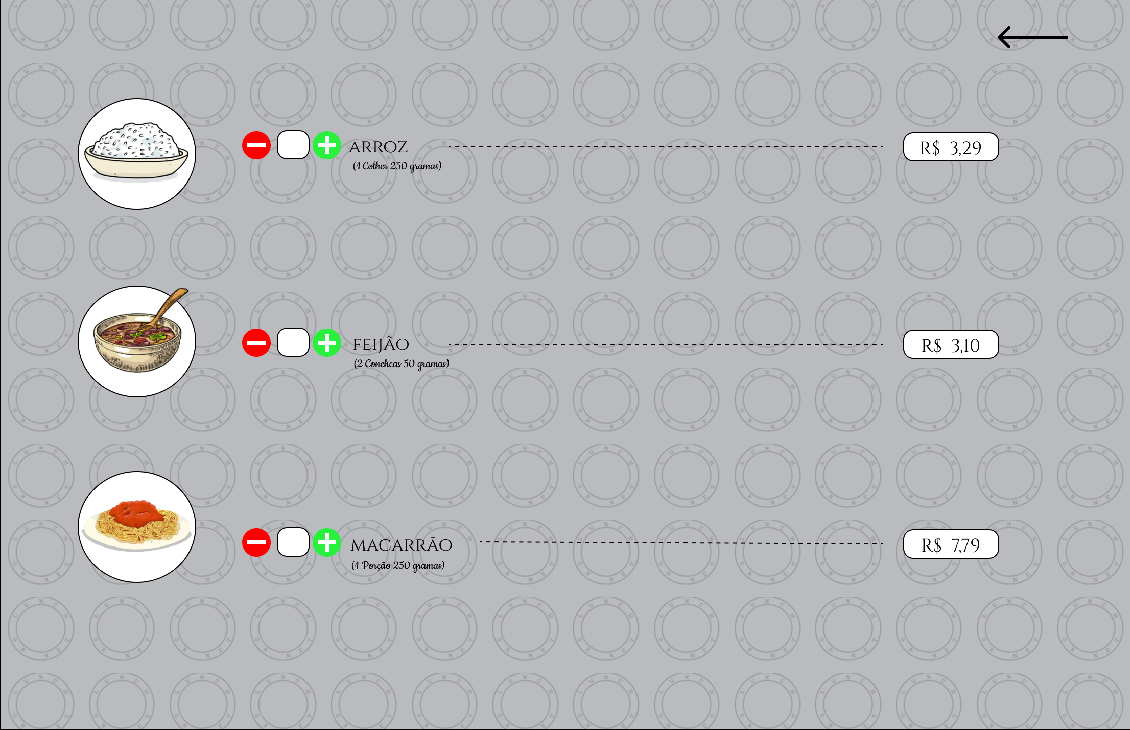 ARROZ
R$ 3,29
(1 Colher 250 gramas)
FEIJÃO
R$ 3,10
(2 Conchas 50 gramas)
MACARRÃO
R$ 7,79
(1 Porção 250 gramas)